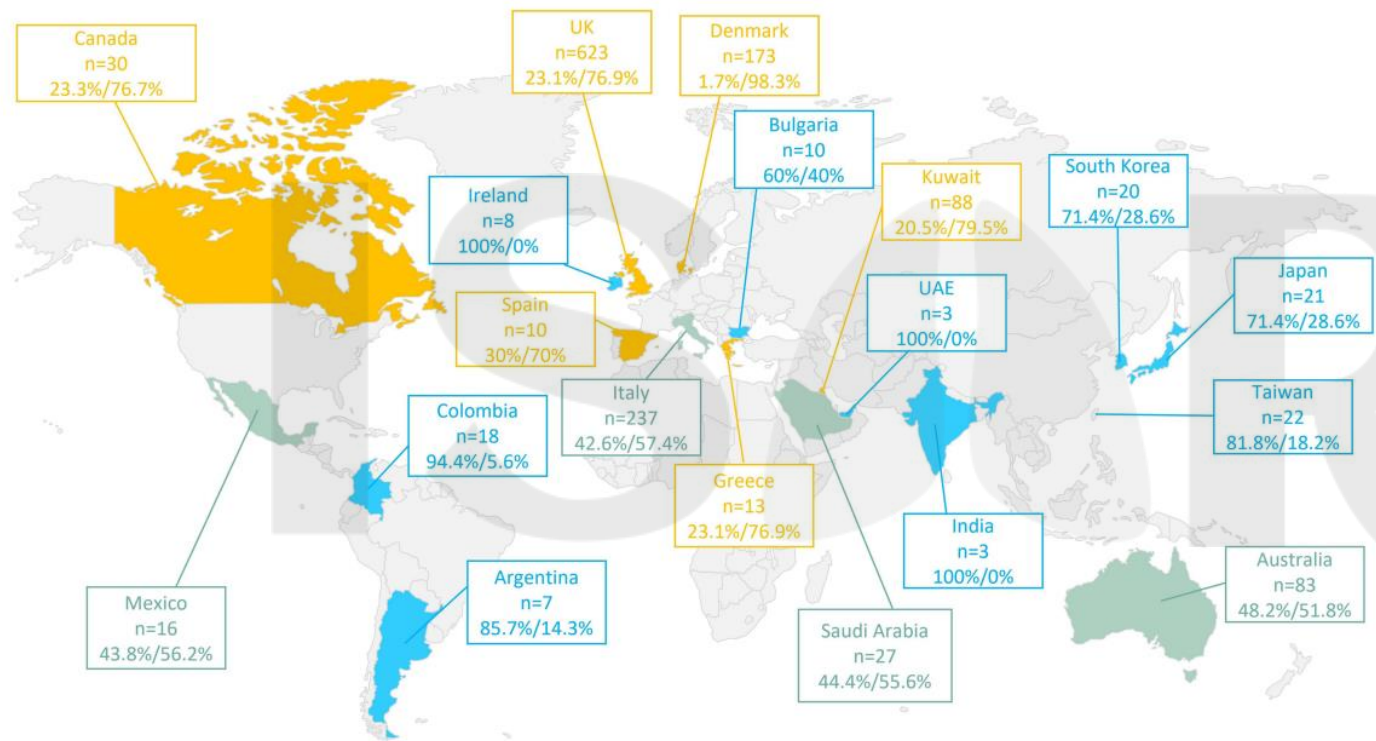 Canada
n=30
23.3%/76.7%
UK
n=623
23.1%/76.9%
Denmark
n=173
1.7%/98.3%
Bulgaria
n=10
60%/40%
Ireland
n=8
100%/0%
Kuwait
n=88
20.5%/79.5%
South Korea
n=20
71.4%/28.6%
Japan
n=21
71.4%/28.6%
UAE
n=3
100%/0%
Spain
n=10
30%/70%
Italy
n=237
42.6%/57.4%
Taiwan
n=22
81.8%/18.2%
Colombia
n=18
94.4%/5.6%
Greece
n=13
23.1%/76.9%
India
n=3
100%/0%
Australia
n=83
48.2%/51.8%
Argentina
n=7
85.7%/14.3%
Mexico
n=16
43.8%/56.2%
Saudi Arabia
n=27
44.4%/55.6%